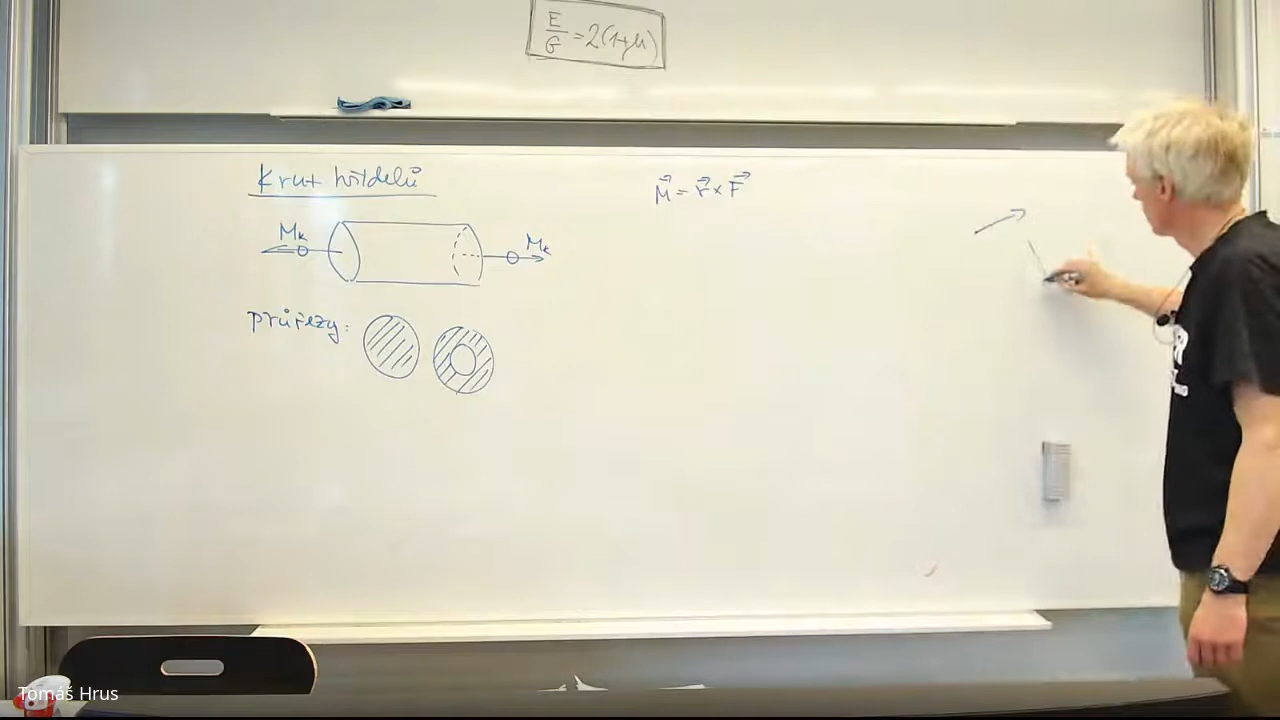 E/G = 2(1+μ)
Krut hřídelů
M⃗ = r⃗ × F⃗
Mk
Mk
průřezy:
Tomáš Hrus